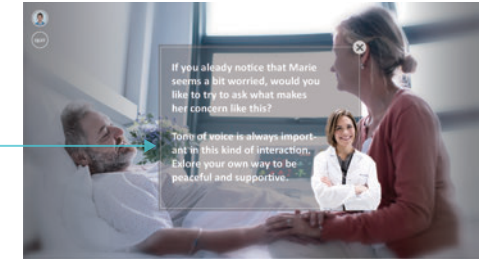 If you aleady notice that Marie
seems a bit worried, would you
like to try to ask what makes
her concern like this?
Tone of voice is always import-
ant in this kind of interaction.
Exlore your own way to be
peaceful and supportive.